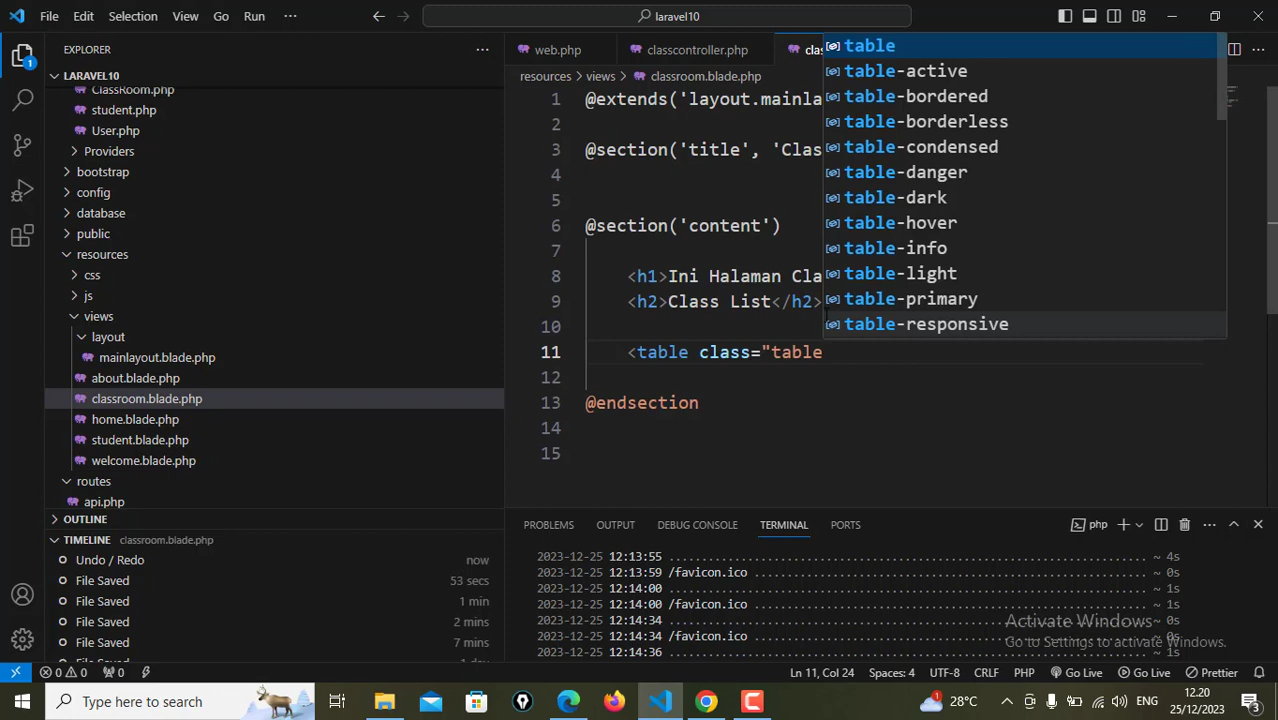 File Edit Selection View Go Run ··· laravel10
EXPLORER ···
LARAVEL10
Classroom.php
student.php
User.php
Providers
bootstrap
config
database
public
resources
css
js
views
layout
mainlayout.blade.php
about.blade.php
classroom.blade.php
home.blade.php
student.blade.php
welcome.blade.php
routes
api.php
OUTLINE
TIMELINE classroom.blade.php
Undo / Redo now
File Saved 53 secs
File Saved 1 min
File Saved 2 mins
File Saved 7 mins
web.php classcontroller.php clas
resources > views > classroom.blade.php
1 @extends('layout.mainla
2
3 @section('title', 'Clas
4
5
6 @section('content')
7
8 <h1>Ini Halaman Cla
9 <h2>Class List</h2>
10
11 <table class="table
12
13 @endsection
14
15
table
table-active
table-bordered
table-borderless
table-condensed
table-danger
table-dark
table-hover
table-info
table-light
table-primary
table-responsive
PROBLEMS OUTPUT DEBUG CONSOLE TERMINAL PORTS php
2023-12-25 12:13:55 ........ ~ 4s
2023-12-25 12:13:59 /favicon.ico ........ ~ 0s
2023-12-25 12:14:00 ........ ~ 1s
2023-12-25 12:14:00 /favicon.ico ........ ~ 1s
2023-12-25 12:14:34 ........ ~ 0s
2023-12-25 12:14:34 /favicon.ico ........ ~ 0s
2023-12-25 12:14:36 ........ ~ 1s
Activate Windows
Go to Settings to activate Windows.
0 0 0 Ln 11, Col 24 Spaces: 4 UTF-8 CRLF PHP Go Live Go Live Prettier
Type here to search 28°C ENG 12.20
25/12/2023 3